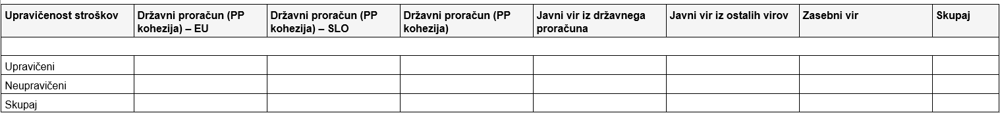 Upravičenost stroškov
Državni proračun (PP
kohezija) – EU
Državni proračun (PP
kohezija) – SLO
Državni proračun (PP
kohezija)
Javni vir iz državnega
proračuna
Javni vir iz ostalih virov
Zasebni vir
Skupaj
Upravičeni
Neupravičeni
Skupaj